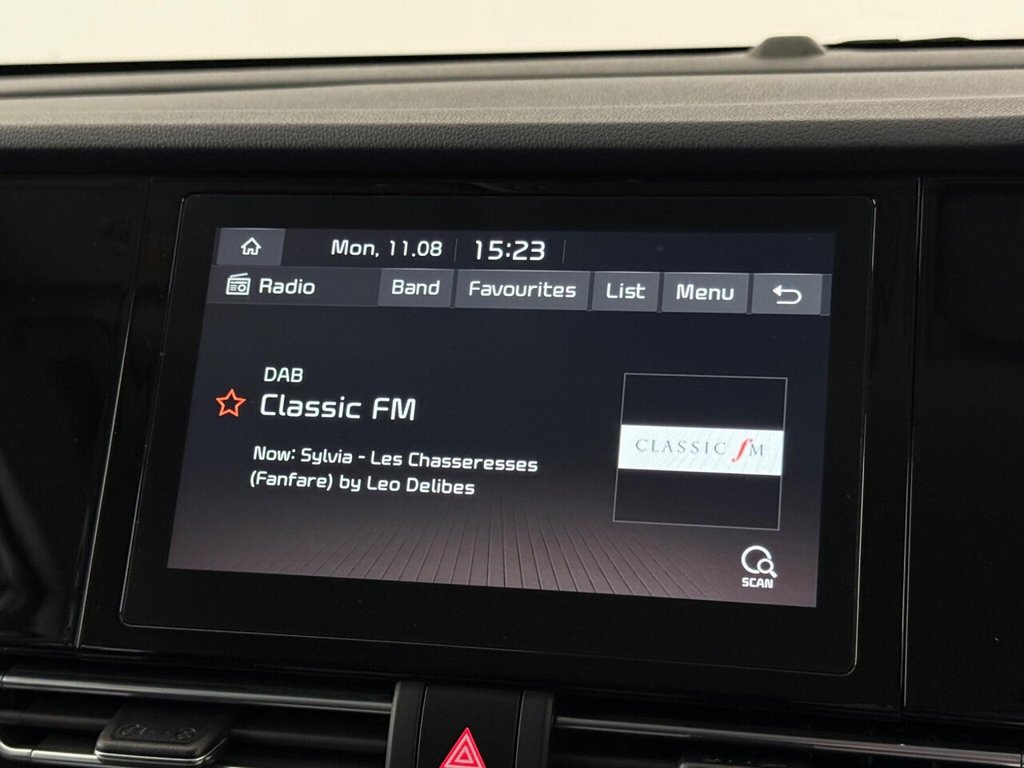 Mon, 11.08 15:23
Radio Band Favourites List Menu
DAB
Classic FM
CLASSIC fM
Now: Sylvia - Les Chasseresses
(Fanfare) by Leo Delibes
SCAN